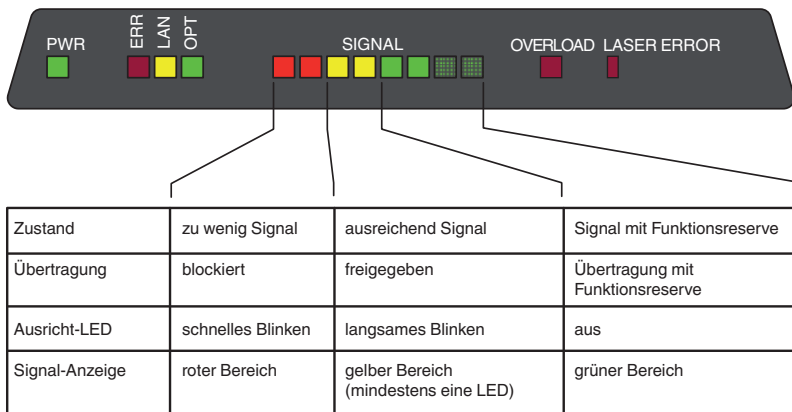 PWR ERR LAN OPT SIGNAL OVERLOAD LASER ERROR
Zustand zu wenig Signal ausreichend Signal Signal mit Funktionsreserve
Übertragung blockiert freigegeben Übertragung mit
Funktionsreserve
Ausricht-LED schnelles Blinken langsames Blinken aus
Signal-Anzeige roter Bereich gelber Bereich grüner Bereich
(mindestens eine LED)